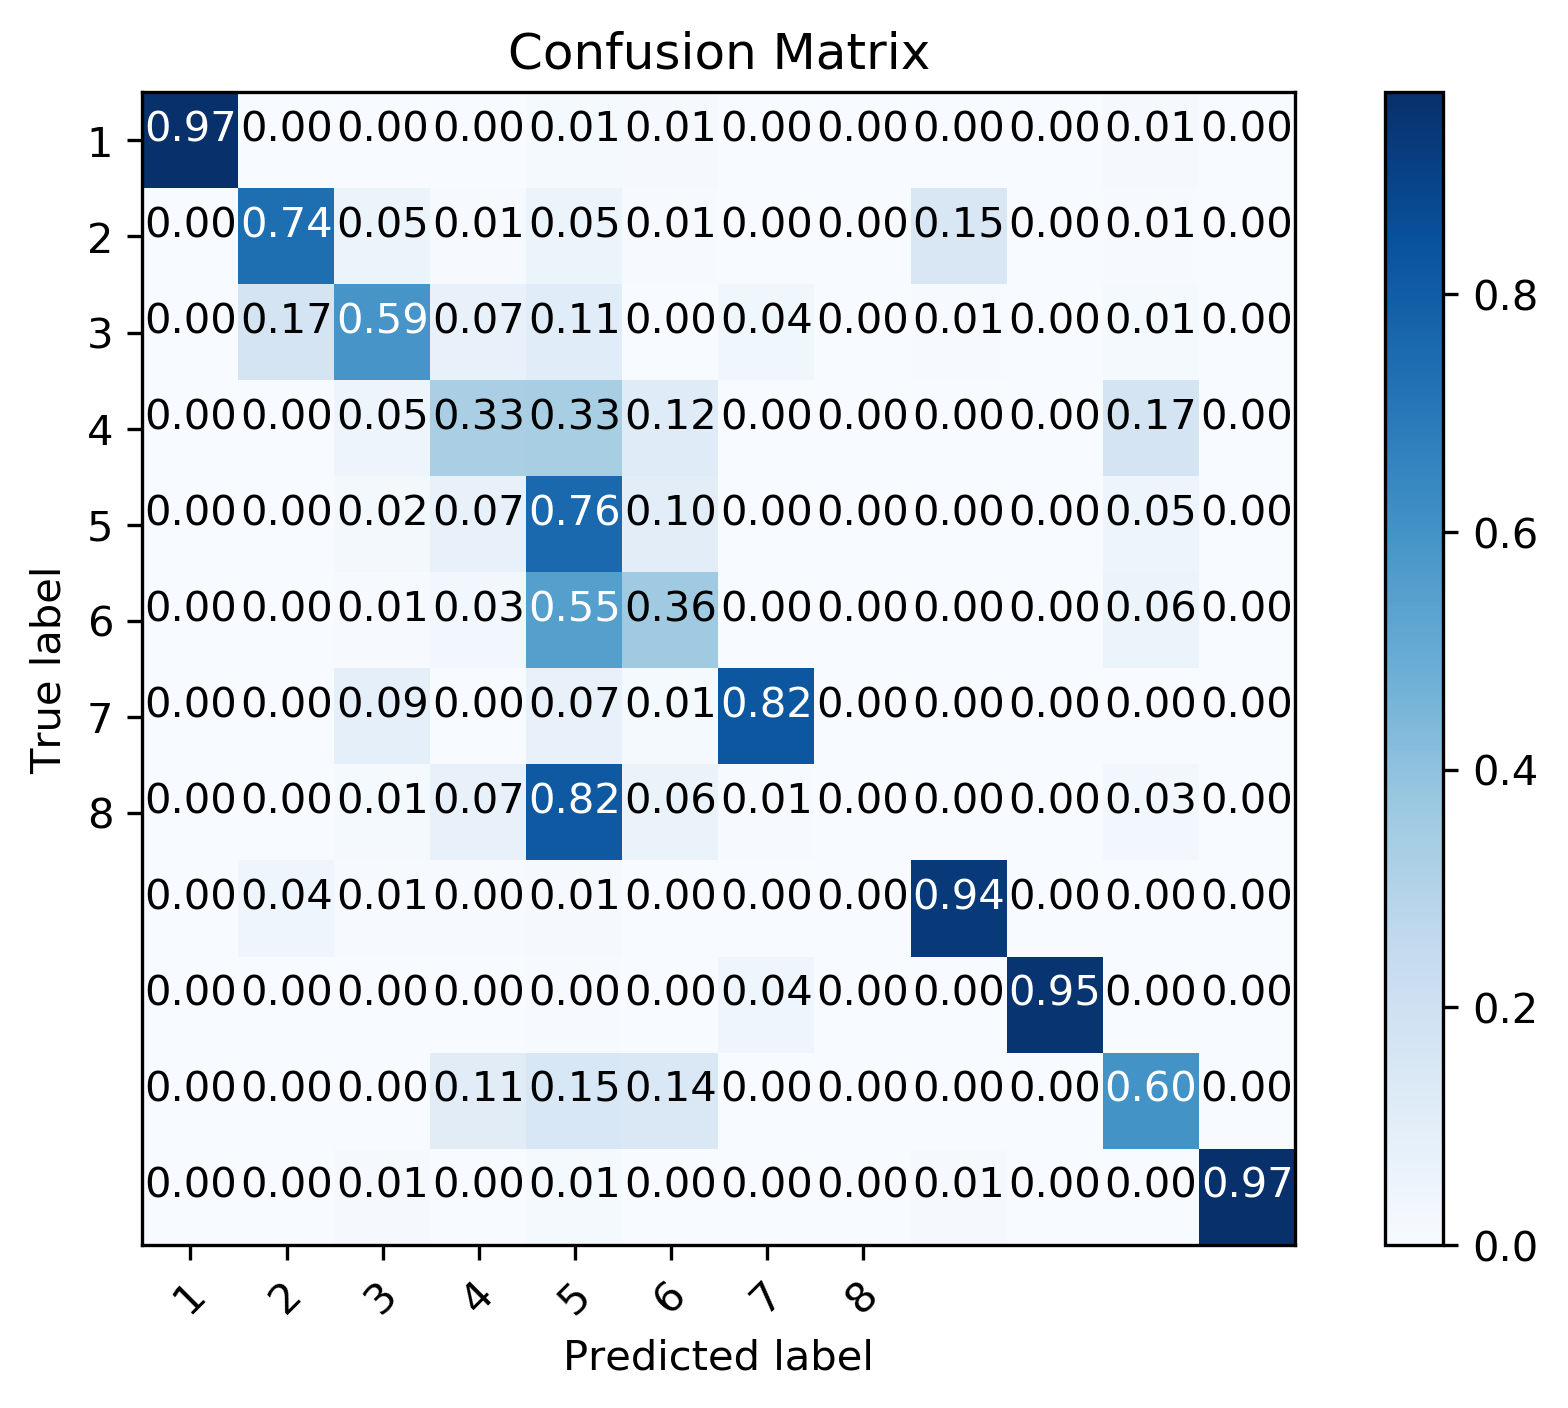 Confusion Matrix
1 0.97 0.00 0.00 0.00 0.01 0.01 0.00 0.00 0.00 0.00 0.01 0.00
2 0.00 0.74 0.05 0.01 0.05 0.01 0.00 0.00 0.15 0.00 0.01 0.00
3 0.00 0.17 0.59 0.07 0.11 0.00 0.04 0.00 0.01 0.00 0.01 0.00
4 0.00 0.00 0.05 0.33 0.33 0.12 0.00 0.00 0.00 0.00 0.17 0.00
5 0.00 0.00 0.02 0.07 0.76 0.10 0.00 0.00 0.00 0.00 0.05 0.00
6 0.00 0.00 0.01 0.03 0.55 0.36 0.00 0.00 0.00 0.00 0.06 0.00
7 0.00 0.00 0.09 0.00 0.07 0.01 0.82 0.00 0.00 0.00 0.00 0.00
8 0.00 0.00 0.01 0.07 0.82 0.06 0.01 0.00 0.00 0.00 0.03 0.00
0.00 0.04 0.01 0.00 0.01 0.00 0.00 0.00 0.94 0.00 0.00 0.00
0.00 0.00 0.00 0.00 0.00 0.00 0.04 0.00 0.00 0.95 0.00 0.00
0.00 0.00 0.00 0.11 0.15 0.14 0.00 0.00 0.00 0.00 0.60 0.00
0.00 0.00 0.01 0.00 0.01 0.00 0.00 0.00 0.01 0.00 0.00 0.97
1 2 3 4 5 6 7 8
Predicted label
True label
0.8
0.6
0.4
0.2
0.0